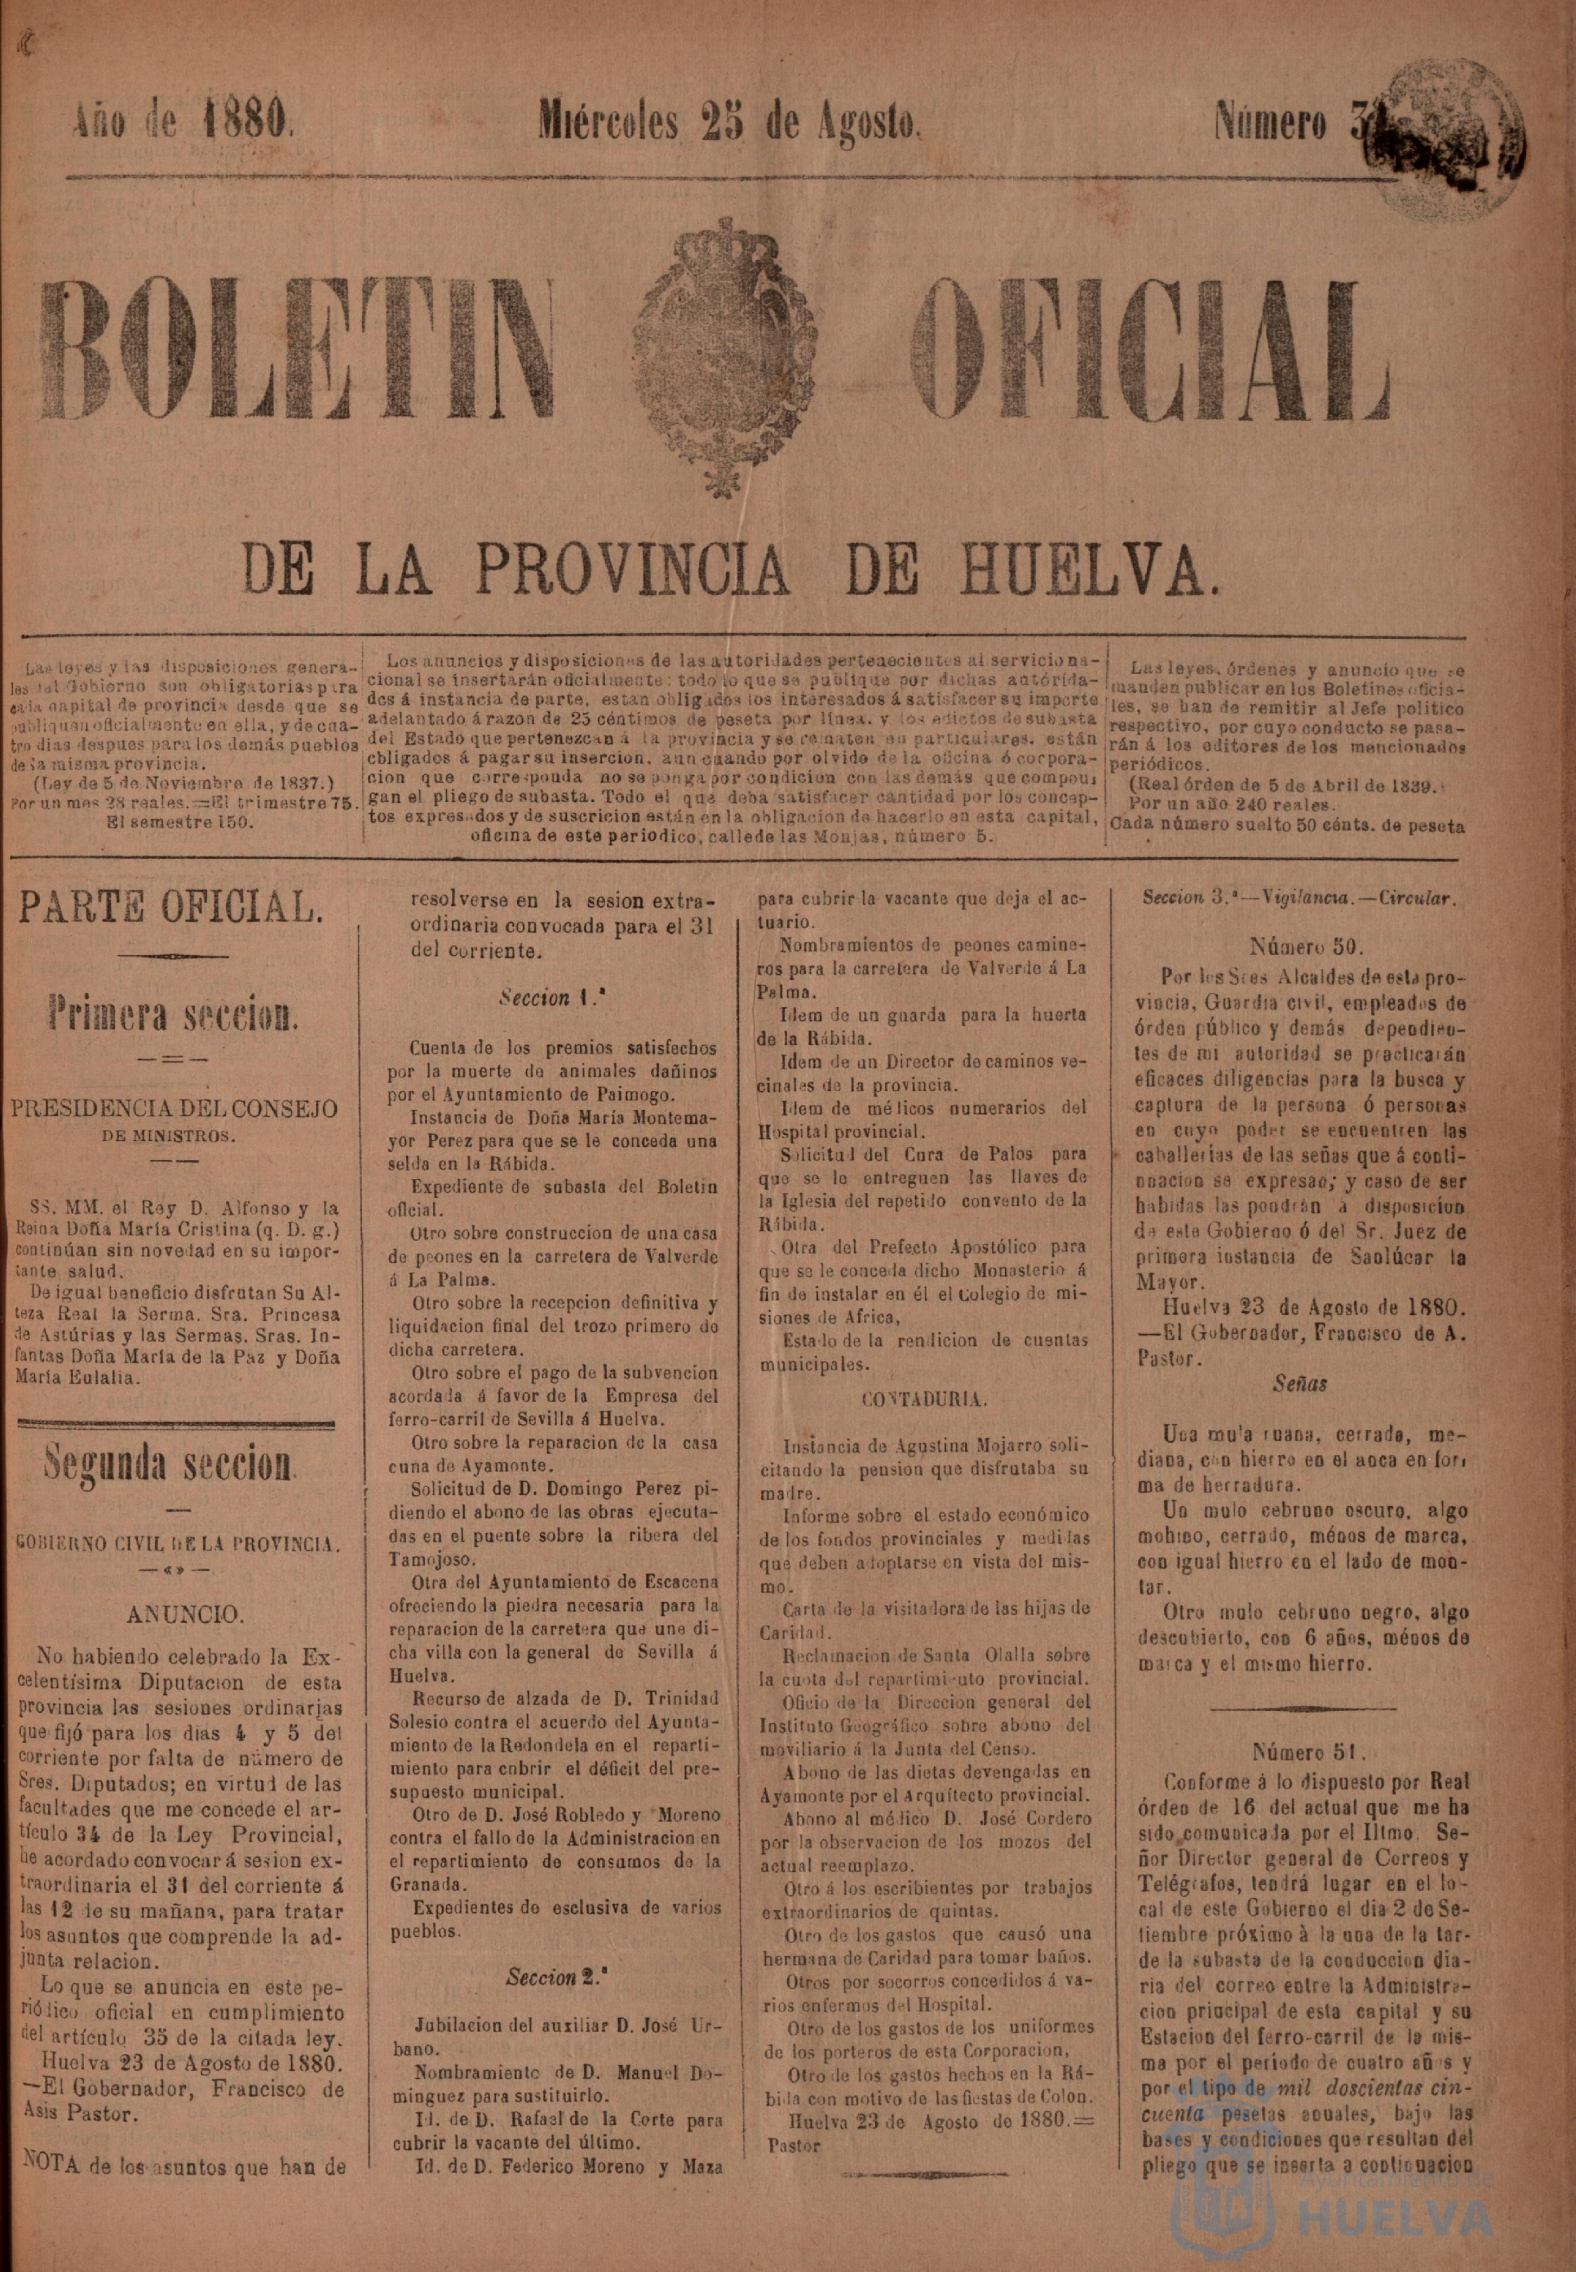 Año de 1880.
Miércoles 25 de Agosto.
Número
BOLETIN OFICIAL
DE LA PROVINCIA DE HUELVA.
Las leyes y las disposiciones genera-
les del Gobierno son obligatorias para
cada capital de provincia desde que se
publiquen oficialmente en ella, y de cua-
tro dias despues para los demás pueblos
de la misma provincia.
(Ley de 5 de Noviembre de 1837.)
Por un mes 28 reales.=El trimestre 75.
El semestre 150.
Los anuncios y disposiciones de las autoridades pertenecientes al servicio na-
cional se insertarán oficialmente: todo lo que se publique por dichas autorida-
des á instancia de parte, estan obligados los interesados á satisfacer su importe
adelantado á razon de 25 céntimos de peseta por línea. y los edictos de subasta
del Estado que pertenezcan á la provincia y se rematen en particulares. están
obligados á pagar su insercion. aun cuando por olvido de la oficina ó corpora-
cion que corresponda no se ponga por condicion con las demás que compon;
gan el pliego de subasta. Todo el que deba satisfacer cantidad por los concep-
tos expresados y de suscricion están en la obligacion de hacerlo en esta capital,
oficina de este periodico, calle de las Monjas, número 5.
Las leyes, órdenes y anuncio que se
manden publicar en los Boletines oficia-
les, se han de remitir al Jefe politico
respectivo, por cuyo conducto se pasa-
rán á los editores de los mencionados
periódicos.
(Real órden de 5 de Abril de 1839.
Por un año 240 reales.
Cada número suelto 50 cénts. de peseta
PARTE OFICIAL.
Primera seccion.
PRESIDENCIA DEL CONSEJO
DE MINISTROS.
SS. MM. el Rey D. Alfonso y la
Reina Doña María Cristina (q. D. g.)
continúan sin novedad en su impor-
tante salud.
De igual beneficio disfrutan Su Al-
teza Real la Serma. Sra. Princesa
de Astúrias y las Sermas. Sras. In-
fantas Doña María de la Paz y Doña
María Eulalia.
Segunda seccion.
GOBIERNO CIVIL DE LA PROVINCIA.
ANUNCIO.
No habiendo celebrado la Ex-
celentísima Diputacion de esta
provincia las sesiones ordinarias
que fijó para los dias 4 y 5 del
corriente por falta de número de
Sres. Diputados; en virtud de las
facultades que me concede el ar-
tículo 34 de la Ley Provincial,
he acordado convocar á sesion ex-
traordinaria el 31 del corriente á
las 12 de su mañana, para tratar
los asuntos que comprende la ad-
junta relacion.
Lo que se anuncia en este pe-
riódico oficial en cumplimiento
del artículo 35 de la citada ley.
Huelva 23 de Agosto de 1880.
—El Gobernador, Francisco de
Asis Pastor.
NOTA de los asuntos que han de
resolverse en la sesion extra-
ordinaria convocada para el 31
del corriente.
Seccion 1.ª
Cuenta de los premios satisfechos
por la muerte de animales dañinos
por el Ayuntamiento de Paimogo.
Instancia de Doña María Montema-
yor Perez para que se le conceda una
selda en la Rábida.
Expediente de subasta del Boletin
oficial.
Otro sobre construccion de una casa
de peones en la carretera de Valverde
á La Palma.
Otro sobre la recepcion definitiva y
liquidacion final del trozo primero de
dicha carretera.
Otro sobre el pago de la subvencion
acordada á favor de la Empresa del
ferro-carril de Sevilla á Huelva.
Otro sobre la reparacion de la casa
cuna de Ayamonte.
Solicitud de D. Domingo Perez pi-
diendo el abono de las obras ejecuta-
das en el puente sobre la ribera del
Tamojoso.
Otra del Ayuntamiento de Escacena
ofreciendo la piedra necesaria para la
reparacion de la carretera que une di-
cha villa con la general de Sevilla á
Huelva.
Recurso de alzada de D. Trinidad
Solesio contra el acuerdo del Ayunta-
miento de la Redondela en el reparti-
miento para cnbrir el déficit del pre-
supuesto municipal.
Otro de D. José Robledo y Moreno
contra el fallo de la Administracion en
el repartimiento de consumos de la
Granada.
Expedientes de esclusiva de varios
pueblos.
Seccion 2.ª
Jubilacion del auxiliar D. José Ur-
bano.
Nombramiento de D. Manuel Do-
minguez para sustituirlo.
Id. de D. Rafael de la Corte para
cubrir la vacante del último.
Id. de D. Federico Moreno y Maza
para cubrir la vacante que deja el ac-
tuario.
Nombramientos de peones camine-
ros para la carretera de Valverde á La
Palma.
Idem de un guarda para la huerta
de la Rábida.
Idem de un Director de caminos ve-
cinales de la provincia.
Idem de médicos numerarios del
Hospital provincial.
Solicitud del Cura de Palos para
que se le entreguen las llaves de
la Iglesia del repetido convento de la
Rábida.
Otra del Prefecto Apostólico para
que se le conceda dicho Monasterio á
fin de instalar en él el Colegio de mi-
siones de Africa,
Estado de la rendicion de cuentas
municipales.
CONTADURIA.
Instancia de Agustina Mojarro soli-
citando la pension que disfrutaba su
madre.
Informe sobre el estado económico
de los fondos provinciales y medidas
que deben adoptarse en vista del mis-
mo.
Carta de la visitadora de las hijas de
Caridad.
Reclamacion de Santa Olalla sobre
la cuota del repartimiento provincial.
Oficio de la Direccion general del
Instituto Geográfico sobre abono del
moviliario á la Junta del Censo.
Abono de las dietas devengadas en
Ayamonte por el Arquitecto provincial.
Abono al médico D. José Cordero
por la observacion de los mozos del
actual reemplazo.
Otro á los escribientes por trabajos
extraordinarios de quintas.
Otro de los gastos que causó una
hermana de Caridad para tomar baños.
Otros por socorros concedidos á va-
rios enfermos del Hospital.
Otro de los gastos de los uniformes
de los porteros de esta Corporacion,
Otro de los gastos hechos en la Rá-
bida con motivo de las fiestas de Colon.
Huelva 23 de Agosto de 1880.=
Pastor
Seccion 3.ª—Vigilancia.—Circular.
Número 50.
Por los Sres Alcaldes de esta pro-
vincia, Guardia civil, empleados de
órden público y demás dependien-
tes de mi autoridad se practicarán
eficaces diligencias para la busca y
captura de la persona ó personas
en cuyo poder se encuentren las
caballerías de las señas que á conti-
nuacion se expresan; y caso de ser
habidas las pondrán á disposicion
de este Gobierno ó del Sr. Juez de
primera instancia de Sanlúcar la
Mayor.
Huelva 23 de Agosto de 1880.
—El Gobernador, Francisco de A.
Pastor.
Señas
Una mula ruana, cerrada, me-
diana, con hierro en el anca en for-
ma de herradura.
Un mulo cebruno oscuro, algo
mohino, cerrado, ménos de marca,
con igual hierro en el lado de mon-
tar.
Otro mulo cebruno negro, algo
descubierto, con 6 años, ménos de
marca y el mismo hierro.
Número 51.
Conforme á lo dispuesto por Real
órden de 16 del actual que me ha
sido comunicada por el Iltmo. Se-
ñor Director general de Correos y
Telégrafos, tendrá lugar en el lo-
cal de este Gobierno el dia 2 de Se-
tiembre próximo à la una de la tar-
de la subasta de la conduccion dia-
ria del correo entre la Administra-
cion principal de esta capital y su
Estacion del ferro-carril de la mis-
ma por el período de cuatro años y
por el tipo de mil doscientas cin-
cuenta pesetas anuales, bajo las
bases y condiciones que resultan del
pliego que se inserta a continuacion
Ayuntamiento de
HUELVA